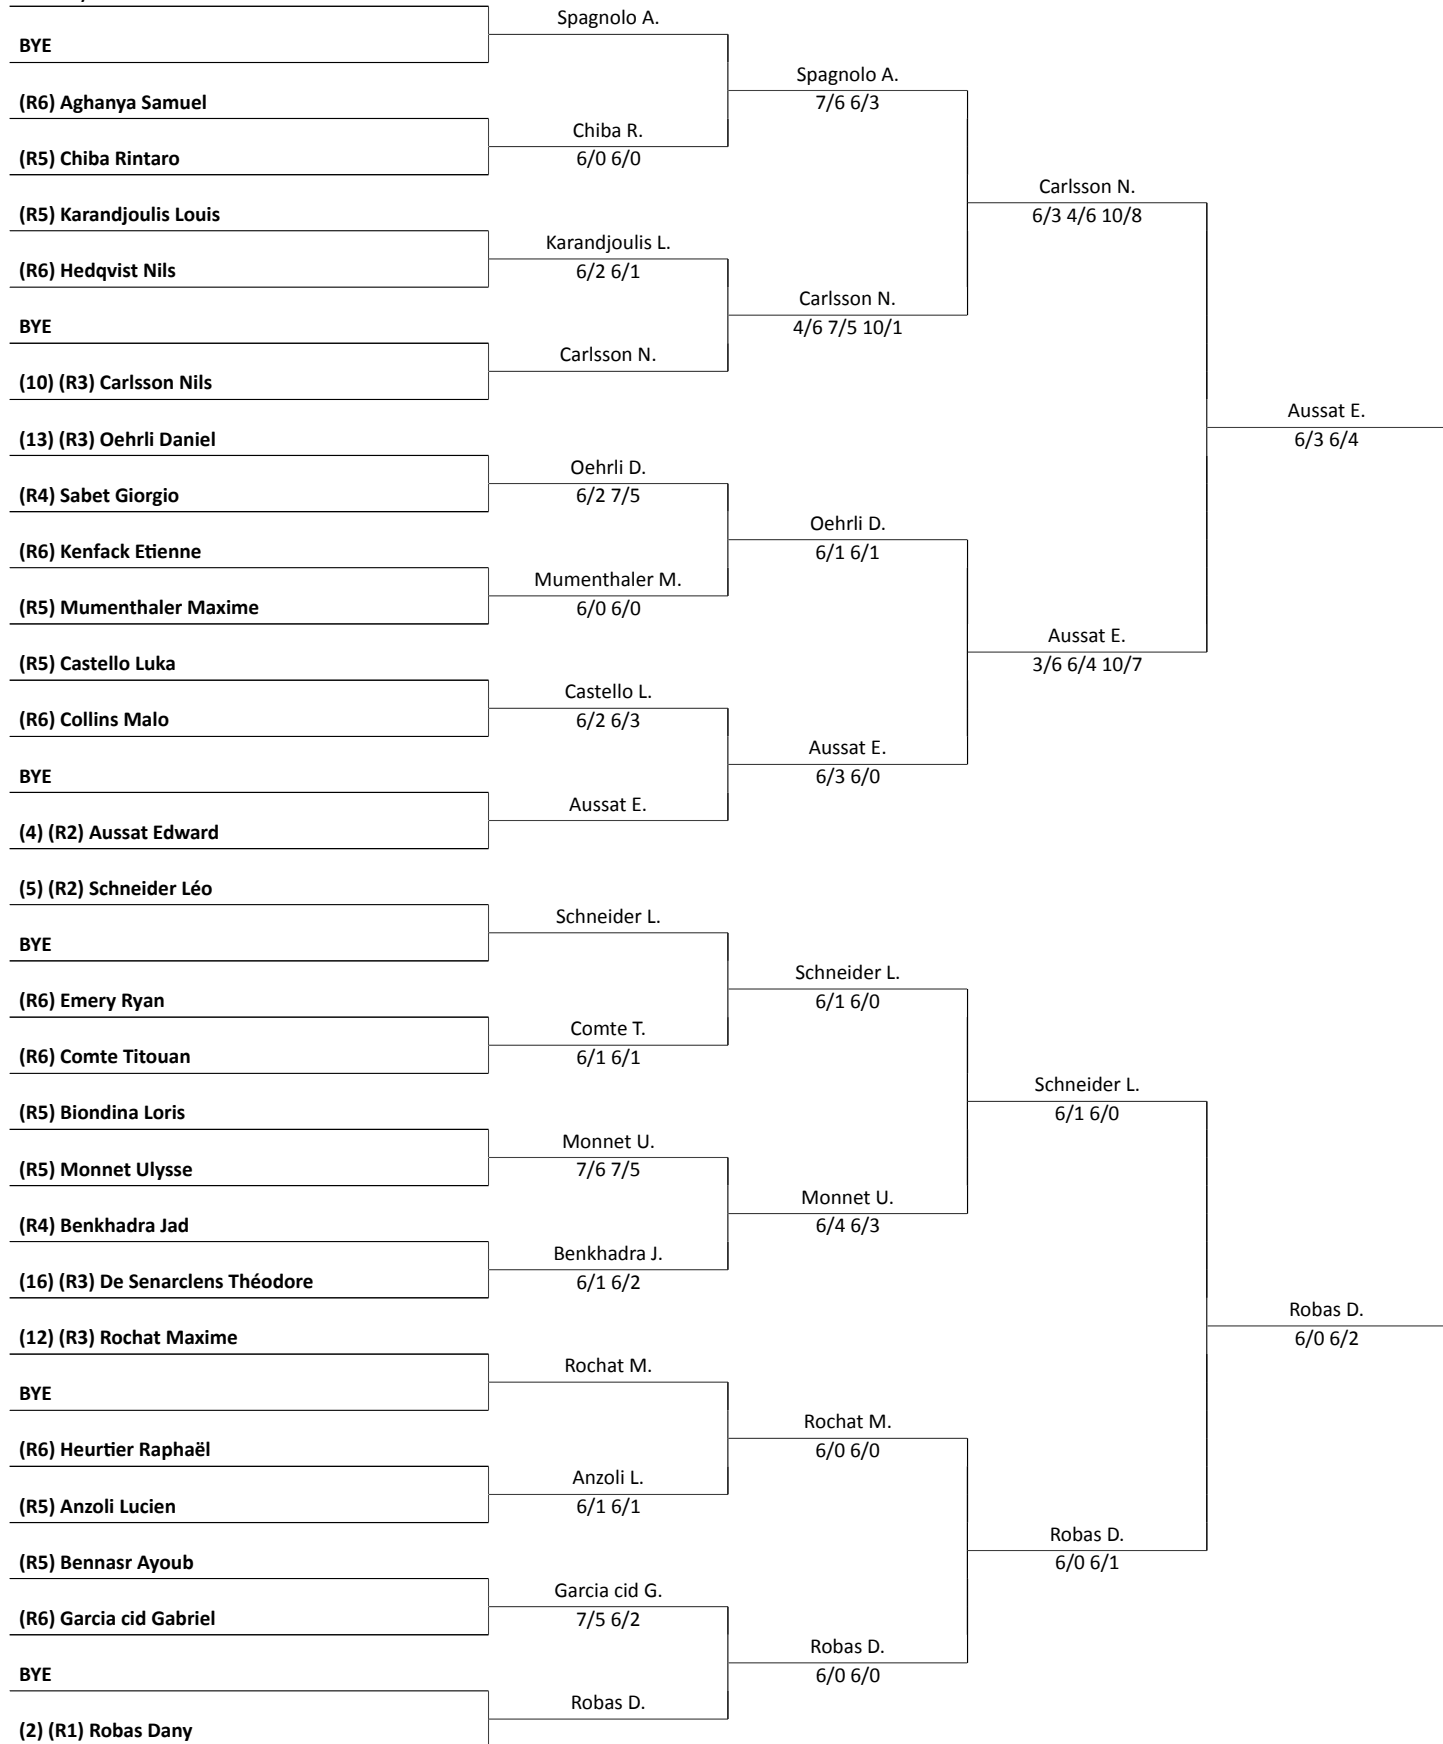 BYE
(R6) Aghanya Samuel
(R5) Chiba Rintaro
(R5) Karandjoulis Louis
(R6) Hedqvist Nils
BYE
(10) (R3) Carlsson Nils
(13) (R3) Oehrli Daniel
(R4) Sabet Giorgio
(R6) Kenfack Etienne
(R5) Mumenthaler Maxime
(R5) Castello Luka
(R6) Collins Malo
BYE
(4) (R2) Aussat Edward
(5) (R2) Schneider Léo
BYE
(R6) Emery Ryan
(R6) Comte Titouan
(R5) Biondina Loris
(R5) Monnet Ulysse
(R4) Benkhadra Jad
(16) (R3) De Senarclens Théodore
(12) (R3) Rochat Maxime
BYE
(R6) Heurtier Raphaël
(R5) Anzoli Lucien
(R5) Bennasr Ayoub
(R6) Garcia cid Gabriel
BYE
(2) (R1) Robas Dany
Spagnolo A.
Chiba R.
6/0 6/0
Karandjoulis L.
6/2 6/1
Carlsson N.
Oehrli D.
6/2 7/5
Mumenthaler M.
6/0 6/0
Castello L.
6/2 6/3
Aussat E.
Schneider L.
Comte T.
6/1 6/1
Monnet U.
7/6 7/5
Benkhadra J.
6/1 6/2
Rochat M.
Anzoli L.
6/1 6/1
Garcia cid G.
7/5 6/2
Robas D.
Spagnolo A.
7/6 6/3
Carlsson N.
4/6 7/5 10/1
Oehrli D.
6/1 6/1
Aussat E.
6/3 6/0
Schneider L.
6/1 6/0
Monnet U.
6/4 6/3
Rochat M.
6/0 6/0
Robas D.
6/0 6/0
Carlsson N.
6/3 4/6 10/8
Aussat E.
3/6 6/4 10/7
Schneider L.
6/1 6/0
Robas D.
6/0 6/1
Aussat E.
6/3 6/4
Robas D.
6/0 6/2